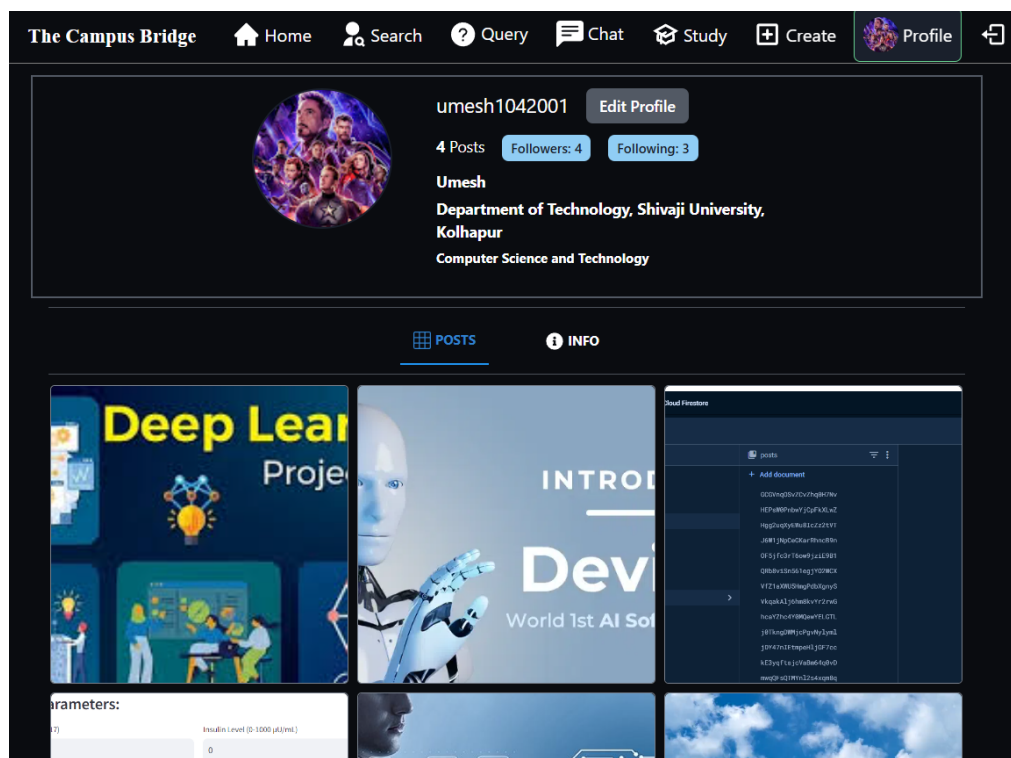 The Campus Bridge Home Search Query Chat Study Create Profile
umesh1042001 Edit Profile
4 Posts Followers: 4 Following: 3
Umesh
Department of Technology, Shivaji University,
Kolhapur
Computer Science and Technology
POSTS INFO
Deep Lear
Proje
INTROD
Devi
World 1st AI Sof
Cloud Firestore
posts
+ Add document
arameters:
17) Insulin Level (0-1000 µU/mL)
0